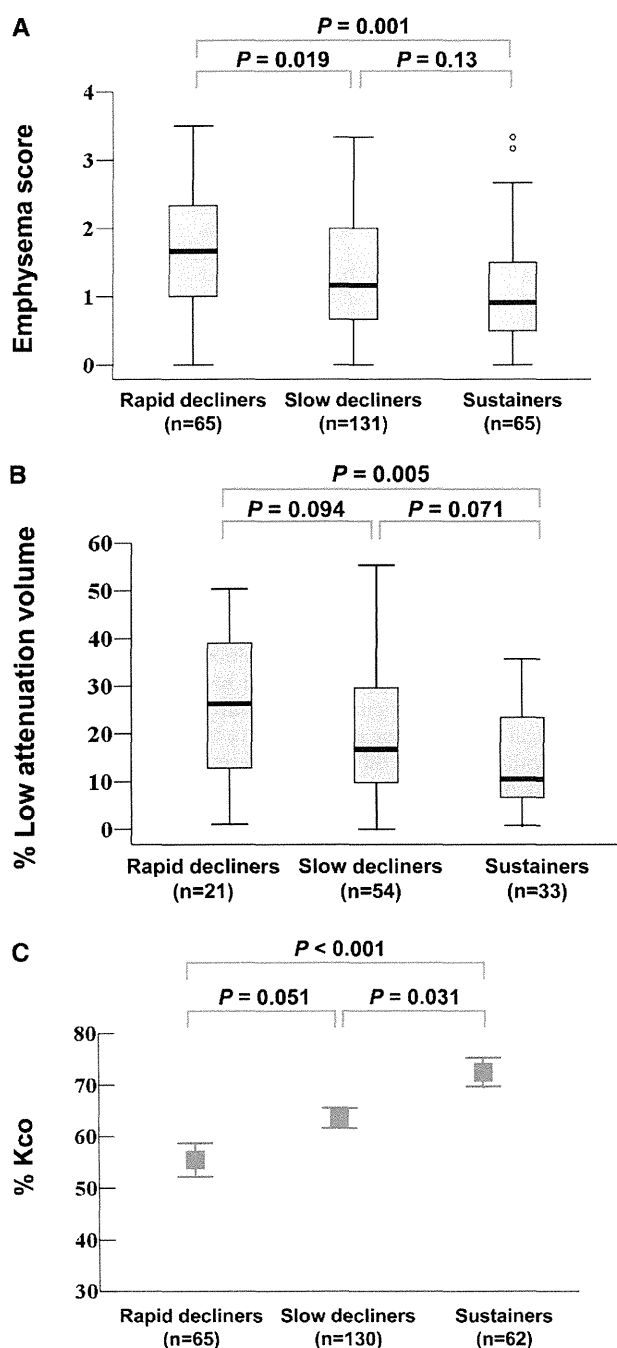 A
P = 0.001
P = 0.019 P = 0.13
Emphysema score
4
3
2
1
0
Rapid decliners Slow decliners Sustainers
(n=65) (n=131) (n=65)
B
P = 0.005
P = 0.094 P = 0.071
% Low attenuation volume
60
50
40
30
20
10
0
Rapid decliners Slow decliners Sustainers
(n=21) (n=54) (n=33)
C
P < 0.001
P = 0.051 P = 0.031
% Kco
80
70
60
50
40
30
Rapid decliners Slow decliners Sustainers
(n=65) (n=130) (n=62)